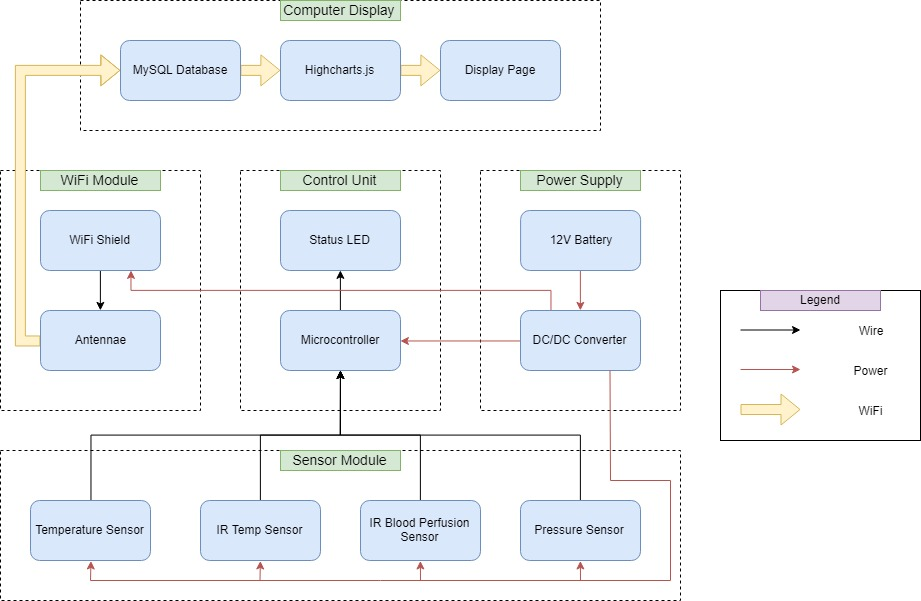 Computer Display
MySQL Database
Highcharts.js
Display Page
WiFi Module
Control Unit
Power Supply
WiFi Shield
Status LED
12V Battery
Antennae
Microcontroller
DC/DC Converter
Legend
Wire
Power
WiFi
Sensor Module
Temperature Sensor
IR Temp Sensor
IR Blood Perfusion
Sensor
Pressure Sensor